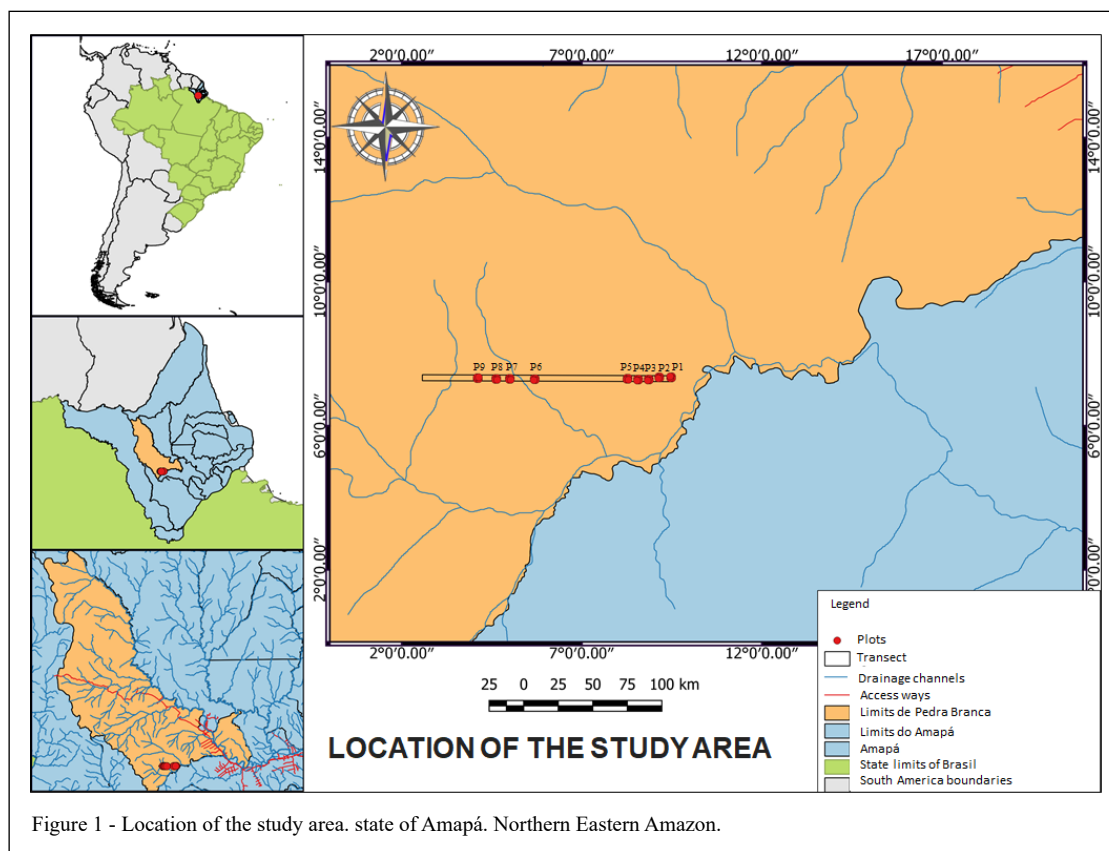 2°0'0.00" 7°0'0.00" 12°0'0.00" 17°0'0.00"
14°0'0.00"
14°0'0.00"
10°0'0.00"
10°0'0.00"
6°0'0.00"
6°0'0.00"
2°0'0.00"
2°0'0.00"
P9 P8 P7 P6 P5 P4 P3 P2 P1
2°0'0.00" 7°0'0.00" 12°0'0.00"
25 0 25 50 75 100 km
LOCATION OF THE STUDY AREA
Legend
Plots
Transect
Drainage channels
Access ways
Limits de Pedra Branca
Limits do Amapá
Amapá
State limits of Brasil
South America boundaries
Figure 1 - Location of the study area. state of Amapá. Northern Eastern Amazon.